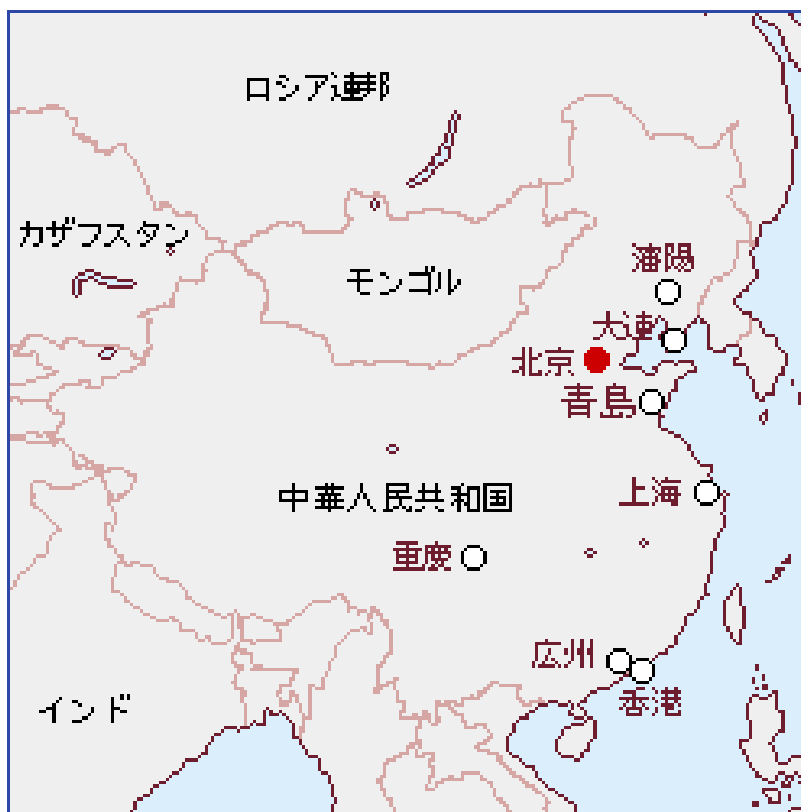 ロシア連邦
カザフスタン
モンゴル
瀋陽
大連
北京
青島
中華人民共和国
上海
重慶
広州
香港
インド